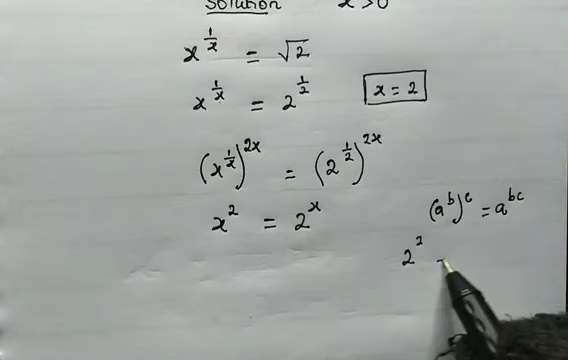 Solution x > 0
x^{1/x} = √2
x^{1/x} = 2^{1/2}
x = 2
(x^{1/x})^{2x} = (2^{1/2})^{2x}
x^2 = 2^x
(a^b)^c = a^{bc}
2^2